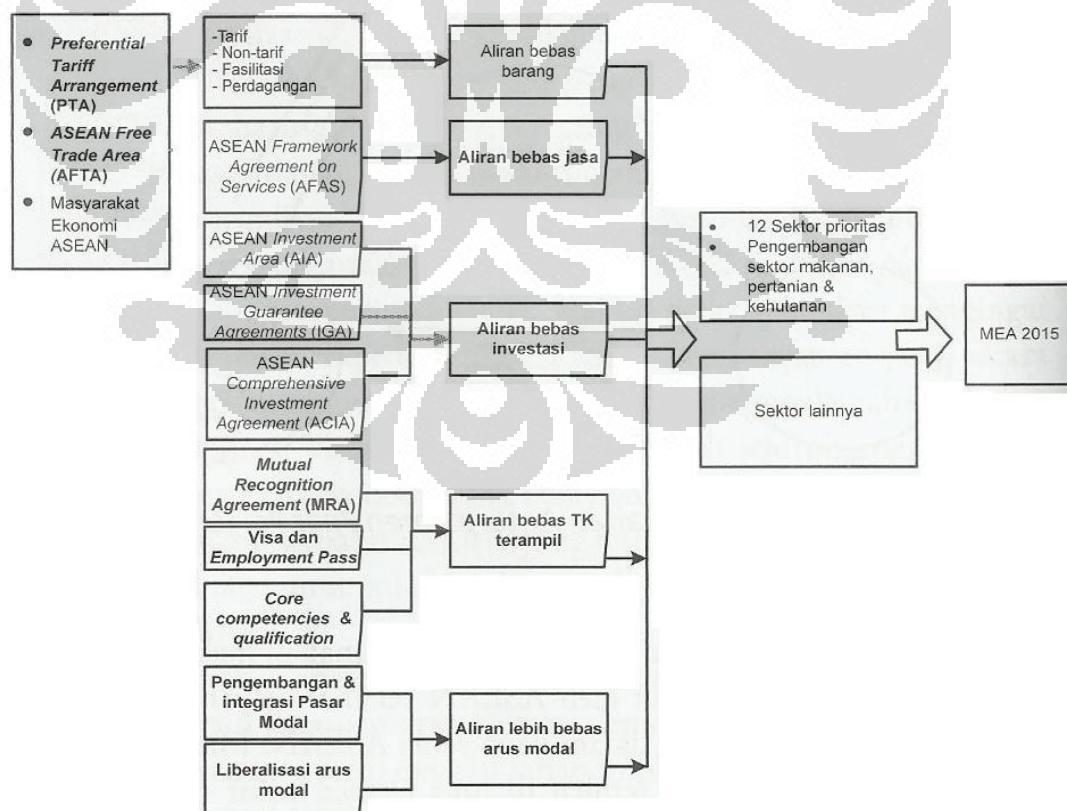 • Preferential
Tariff
Arrangement
(PTA)
• ASEAN Free
Trade Area
(AFTA)
• Masyarakat
Ekonomi
ASEAN
-Tarif
- Non-tarif
- Fasilitasi
- Perdagangan
Aliran bebas
barang
ASEAN Framework
Agreement on
Services (AFAS)
Aliran bebas jasa
ASEAN Investment
Area (AIA)
ASEAN Investment
Guarantee
Agreements (IGA)
ASEAN
Comprehensive
Investment
Agreement (ACIA)
Aliran bebas
investasi
Mutual
Recognition
Agreement (MRA)
Visa dan
Employment Pass
Core
competencies &
qualification
Aliran bebas TK
terampil
Pengembangan &
integrasi Pasar
Modal
Liberalisasi arus
modal
Aliran lebih bebas
arus modal
• 12 Sektor prioritas
• Pengembangan
sektor makanan,
pertanian &
kehutanan
Sektor lainnya
MEA 2015